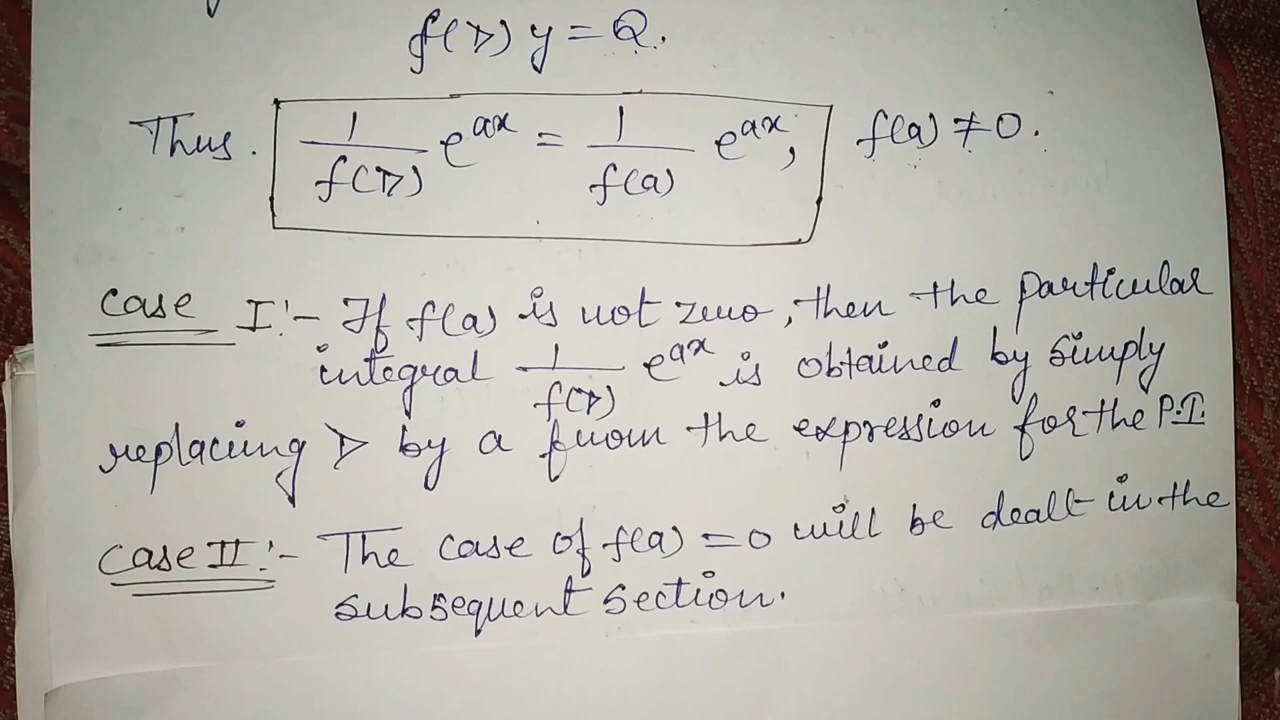 f(D) y = Q.
Thus. 1/f(D) e^{ax} = 1/f(a) e^{ax}; f(a) ≠ 0.
Case I:- If f(a) is not zero, then the particular
integral 1/f(D) e^{ax} is obtained by simply
replacing D by a from the expression for the P.I
Case II:- The case of f(a) = 0 will be dealt in the
subsequent section.